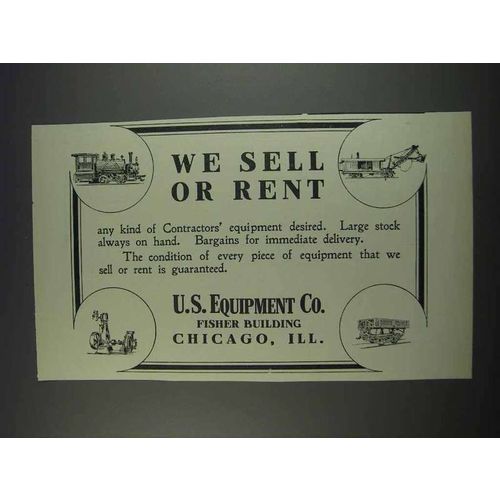 WE SELL
OR RENT
any kind of Contractors' equipment desired. Large stock
always on hand. Bargains for immediate delivery.
The condition of every piece of equipment that we
sell or rent is guaranteed.
U.S. EQUIPMENT CO.
FISHER BUILDING
CHICAGO, ILL.